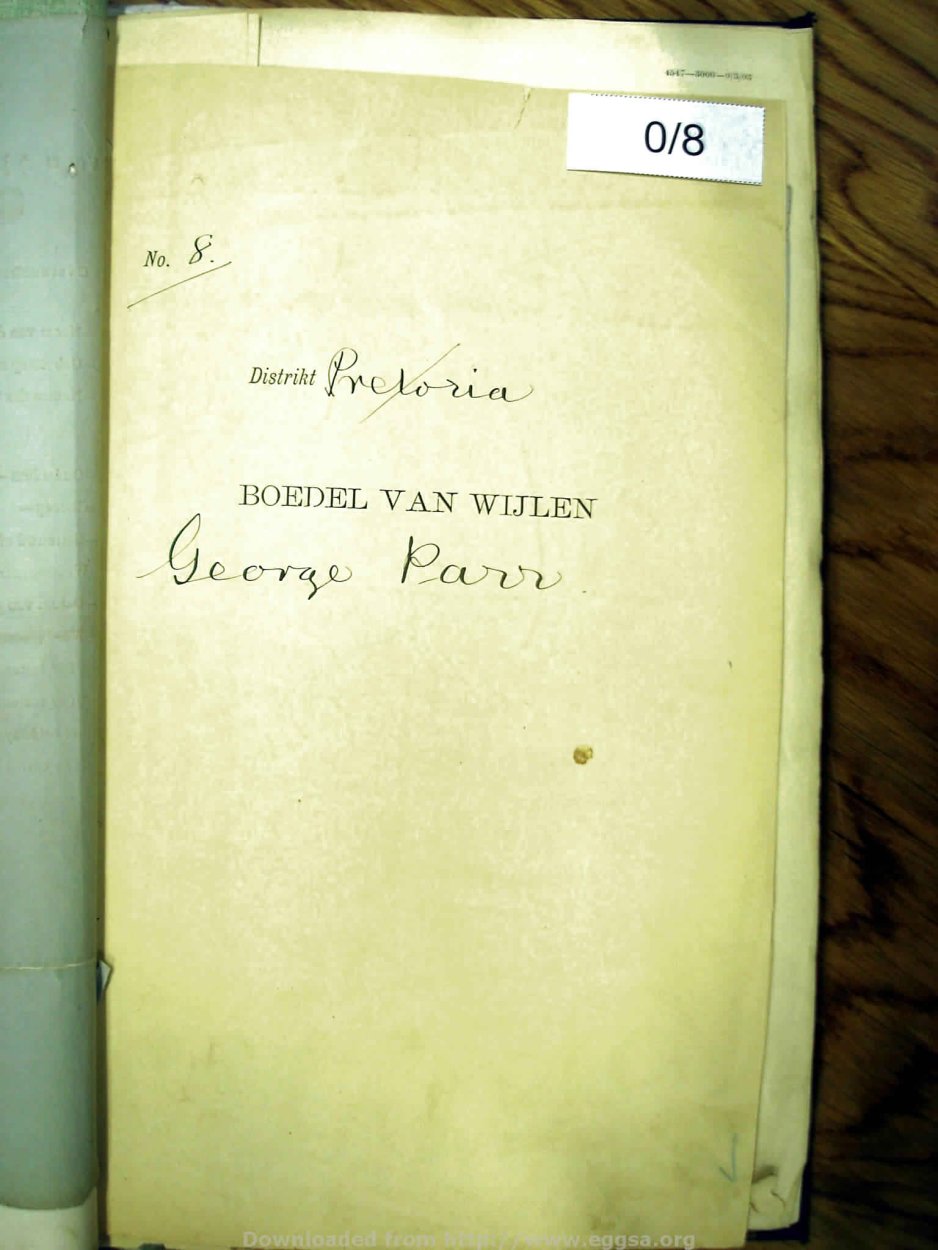 0/8
No. 8.
Distrikt Pretoria
BOEDEL VAN WIJLEN
George Parr.
Downloaded from http://www.eggsa.org